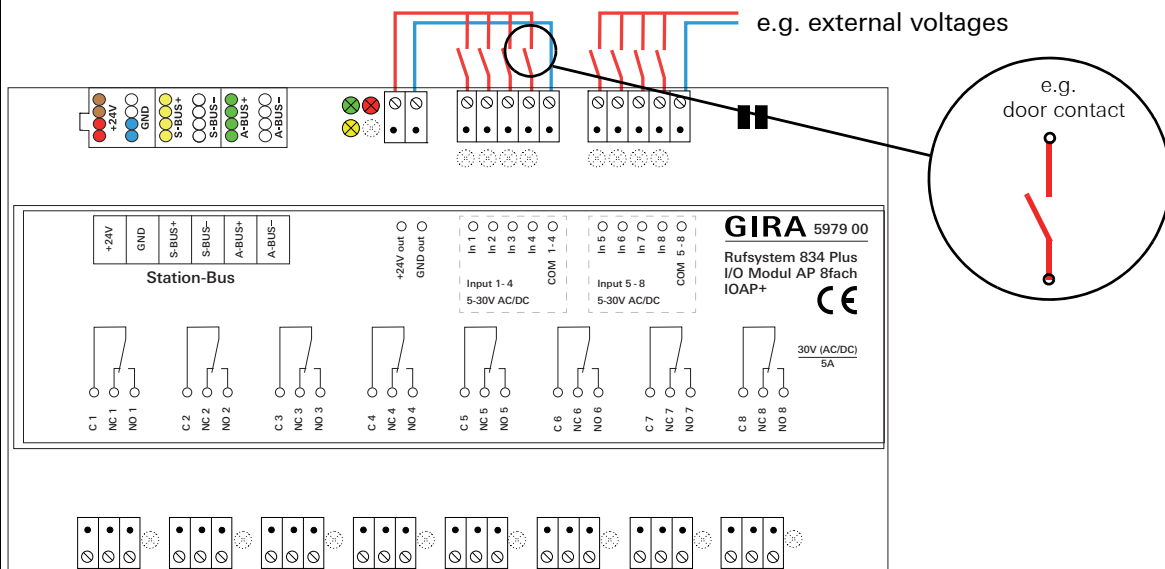 e.g. external voltages
e.g.
door contact
+24V
GND
S-BUS+
S-BUS–
A-BUS+
A-BUS–
+24V
GND
S-BUS+
S-BUS–
A-BUS+
A-BUS–
Station-Bus
+24V out
GND out
In 1
In 2
In 3
In 4
COM 1-4
Input 1- 4
5-30V AC/DC
In 5
In 6
In 7
In 8
COM 5-8
Input 5 - 8
5-30V AC/DC
GIRA 5979 00
Rufsystem 834 Plus
I/O Modul AP 8fach
IOAP+
CE
30V (AC/DC)
5A
C 1
NC 1
NO 1
C 2
NC 2
NO 2
C 3
NC 3
NO 3
C 4
NC 4
NO 4
C 5
NC 5
NO 5
C 6
NC 6
NO 6
C 7
NC 7
NO 7
C 8
NC 8
NO 8